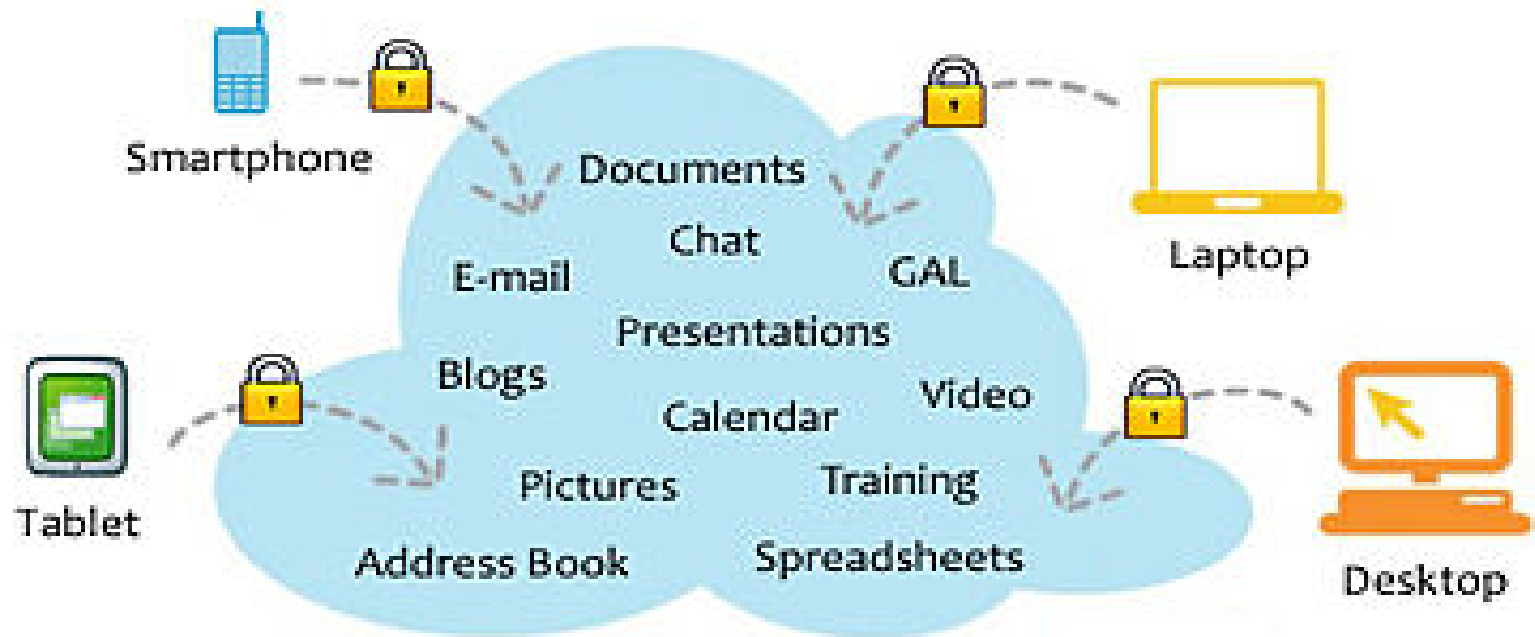 Smartphone
Documents
Chat
E-mail
GAL
Laptop
Presentations
Blogs
Video
Calendar
Pictures
Training
Tablet
Address Book
Spreadsheets
Desktop